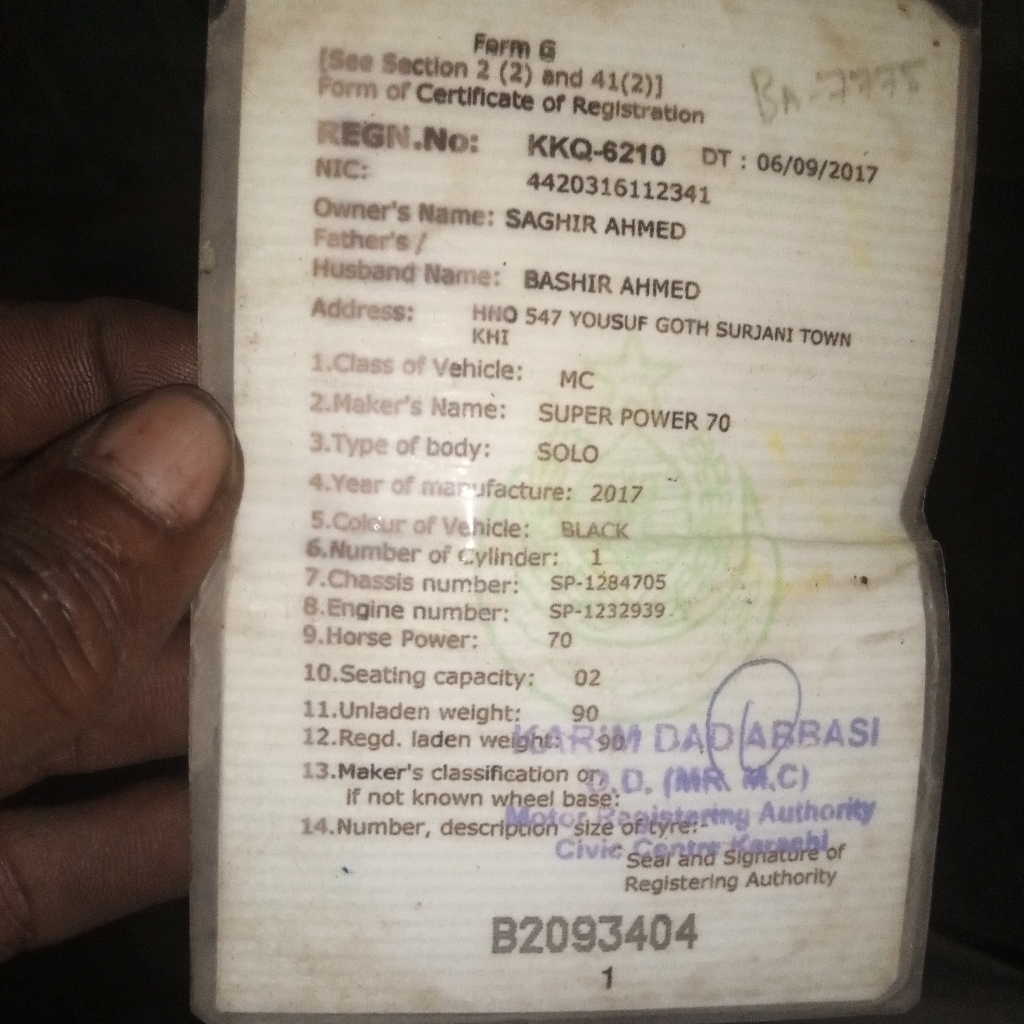 Form G
[See Section 2 (2) and 41(2)]
Form of Certificate of Registration
BA-7775
REGN.No: KKQ-6210 DT : 06/09/2017
NIC: 4420316112341
Owner's Name: SAGHIR AHMED
Father's /
Husband Name: BASHIR AHMED
Address: HNO 547 YOUSUF GOTH SURJANI TOWN
KHI
1.Class of Vehicle: MC
2.Maker's Name: SUPER POWER 70
3.Type of body: SOLO
4.Year of manufacture: 2017
5.Colour of Vehicle: BLACK
6.Number of Cylinder: 1
7.Chassis number: SP-1284705
8.Engine number: SP-1232939
9.Horse Power: 70
10.Seating capacity: 02
11.Unladen weight: 90
12.Regd. laden weight: 90
13.Maker's classification or,
if not known wheel base:
14.Number, description size of tyre:-
KARIM DAD ABBASI
D.D. (MR. M.C)
Motor Registering Authority
Civic Centre Karachi
Seal and Signature of
Registering Authority
B2093404
1